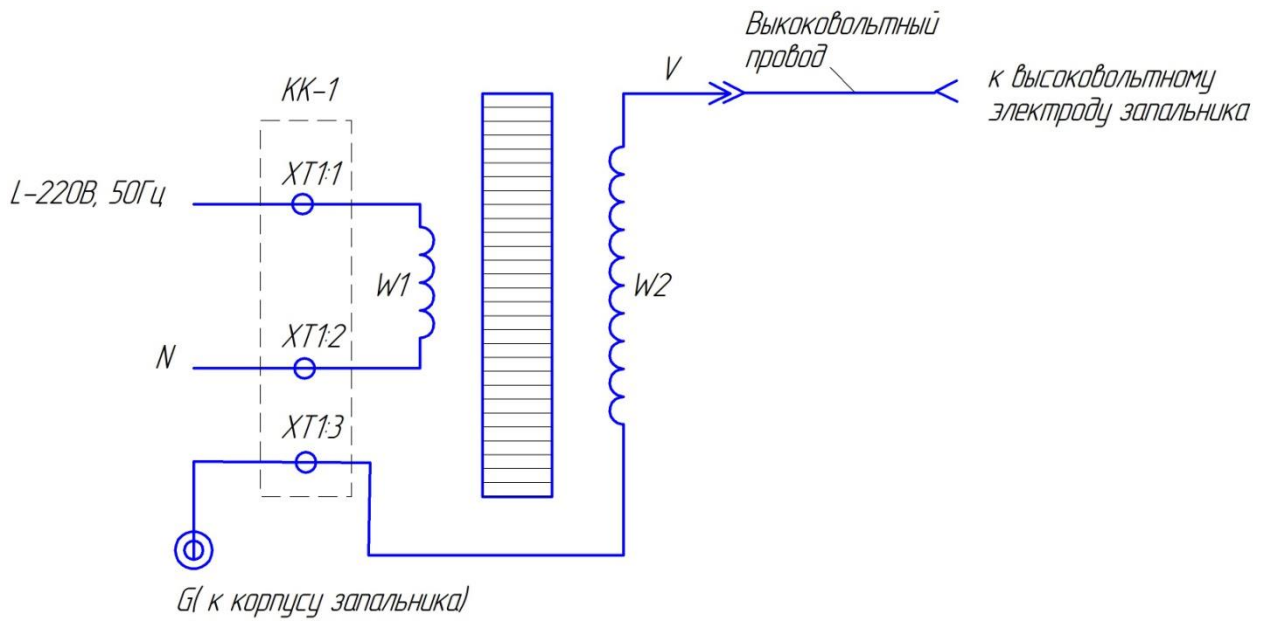 Выкоковольтный
провод
V
к высоковольтному
электроду запальника
КК-1
XT1:1
L-220В, 50Гц
W1
W2
XT1:2
N
XT1:3
G( к корпусу запальника)